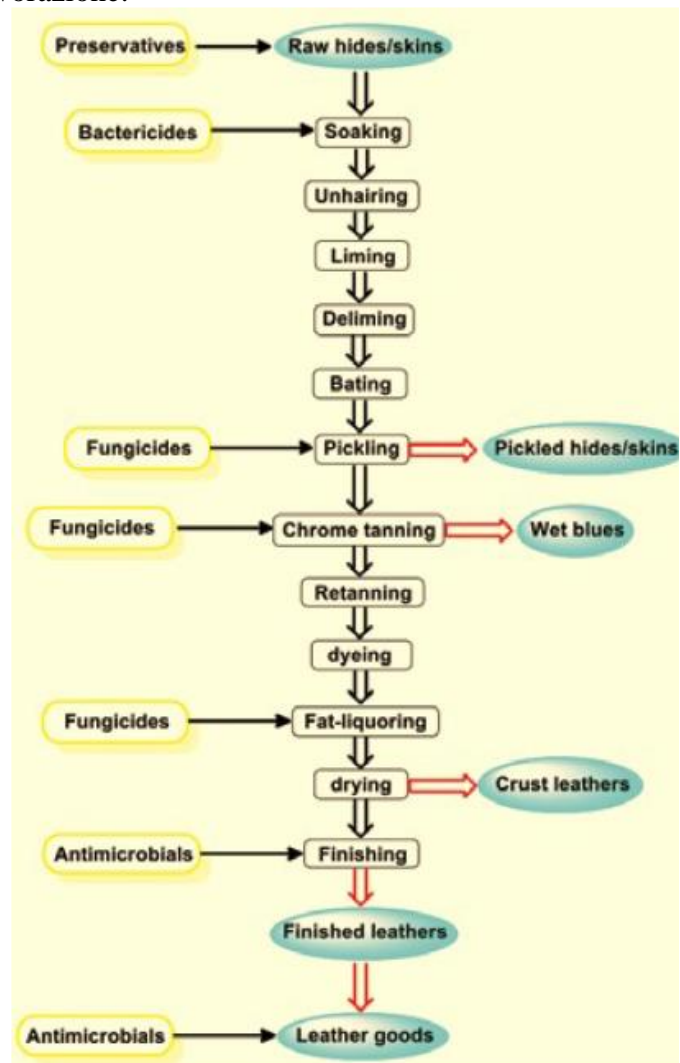 Preservatives Raw hides/skins
Bactericides Soaking
Unhairing
Liming
Deliming
Bating
Fungicides Pickling Pickled hides/skins
Fungicides Chrome tanning Wet blues
Retanning
dyeing
Fungicides Fat-liquoring
drying Crust leathers
Antimicrobials Finishing
Finished leathers
Antimicrobials Leather goods